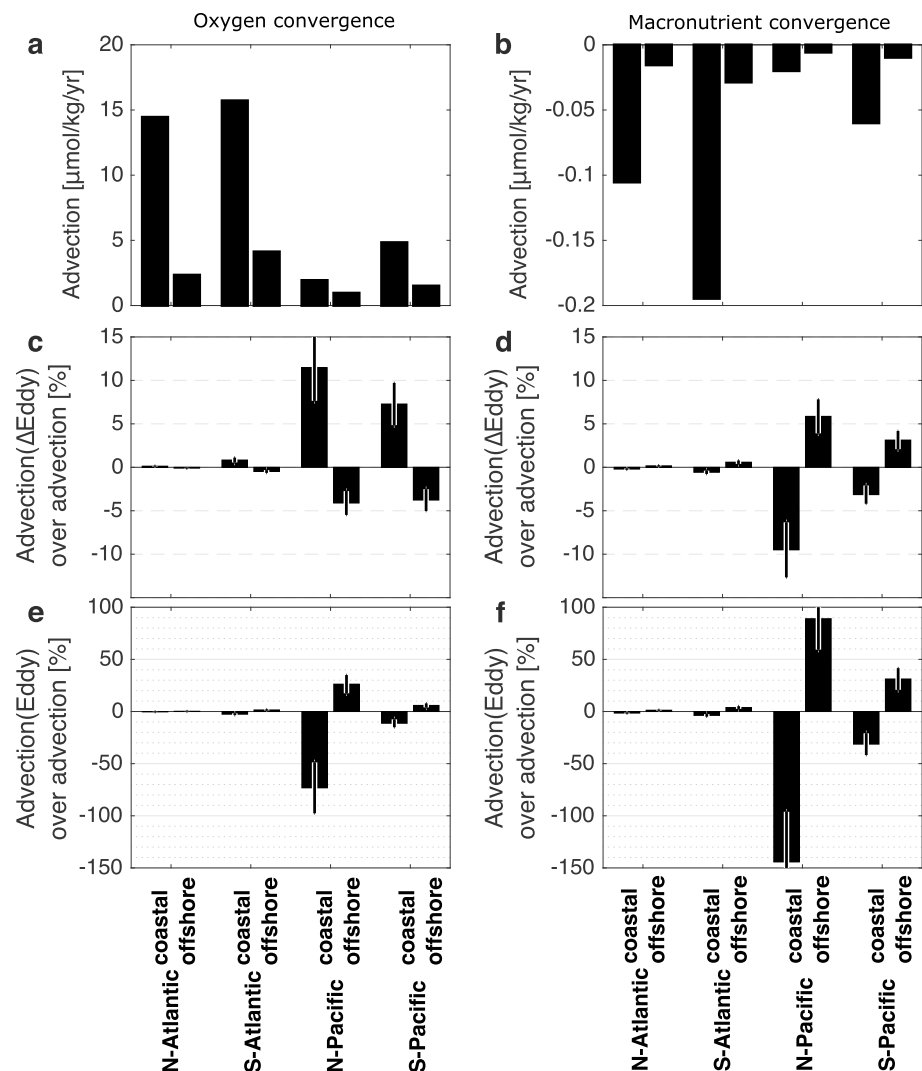 Oxygen convergence
Macronutrient convergence
a
20
15
10
5
0
Advection [µmol/kg/yr]
b
0
-0.05
-0.1
-0.15
-0.2
Advection [µmol/kg/yr]
c
15
10
5
0
-5
-10
Advection(ΔEddy)
over advection [%]
d
15
10
5
0
-5
-10
Advection(ΔEddy)
over advection [%]
e
100
50
0
-50
-100
-150
Advection(Eddy)
over advection [%]
f
100
50
0
-50
-100
-150
Advection(Eddy)
over advection [%]
N-Atlantic coastal
offshore
S-Atlantic coastal
offshore
N-Pacific coastal
offshore
S-Pacific coastal
offshore
N-Atlantic coastal
offshore
S-Atlantic coastal
offshore
N-Pacific coastal
offshore
S-Pacific coastal
offshore